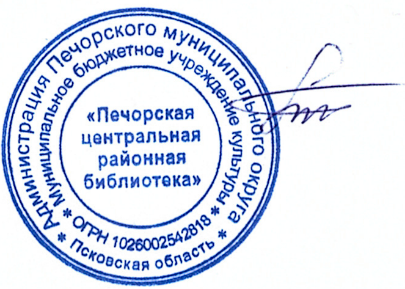 Администрация Печорского муниципального округа
* Псковская область *
Муниципальное бюджетное учреждение культуры
* ОГРН 1026002542818 *
«Печорская
центральная
районная
библиотека»